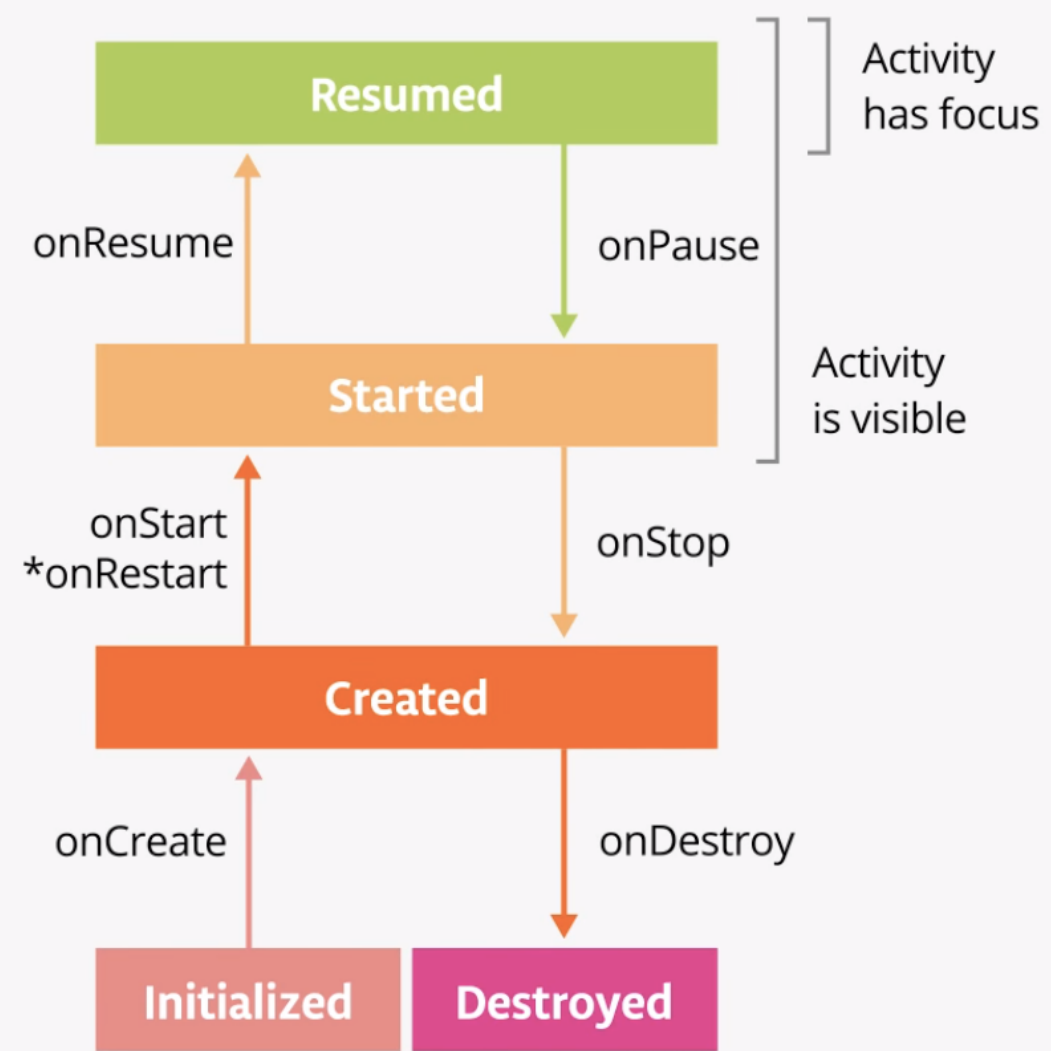 Resumed
Activity
has focus
onResume
onPause
Started
Activity
is visible
onStart
*onRestart
onStop
Created
onCreate
onDestroy
Initialized
Destroyed